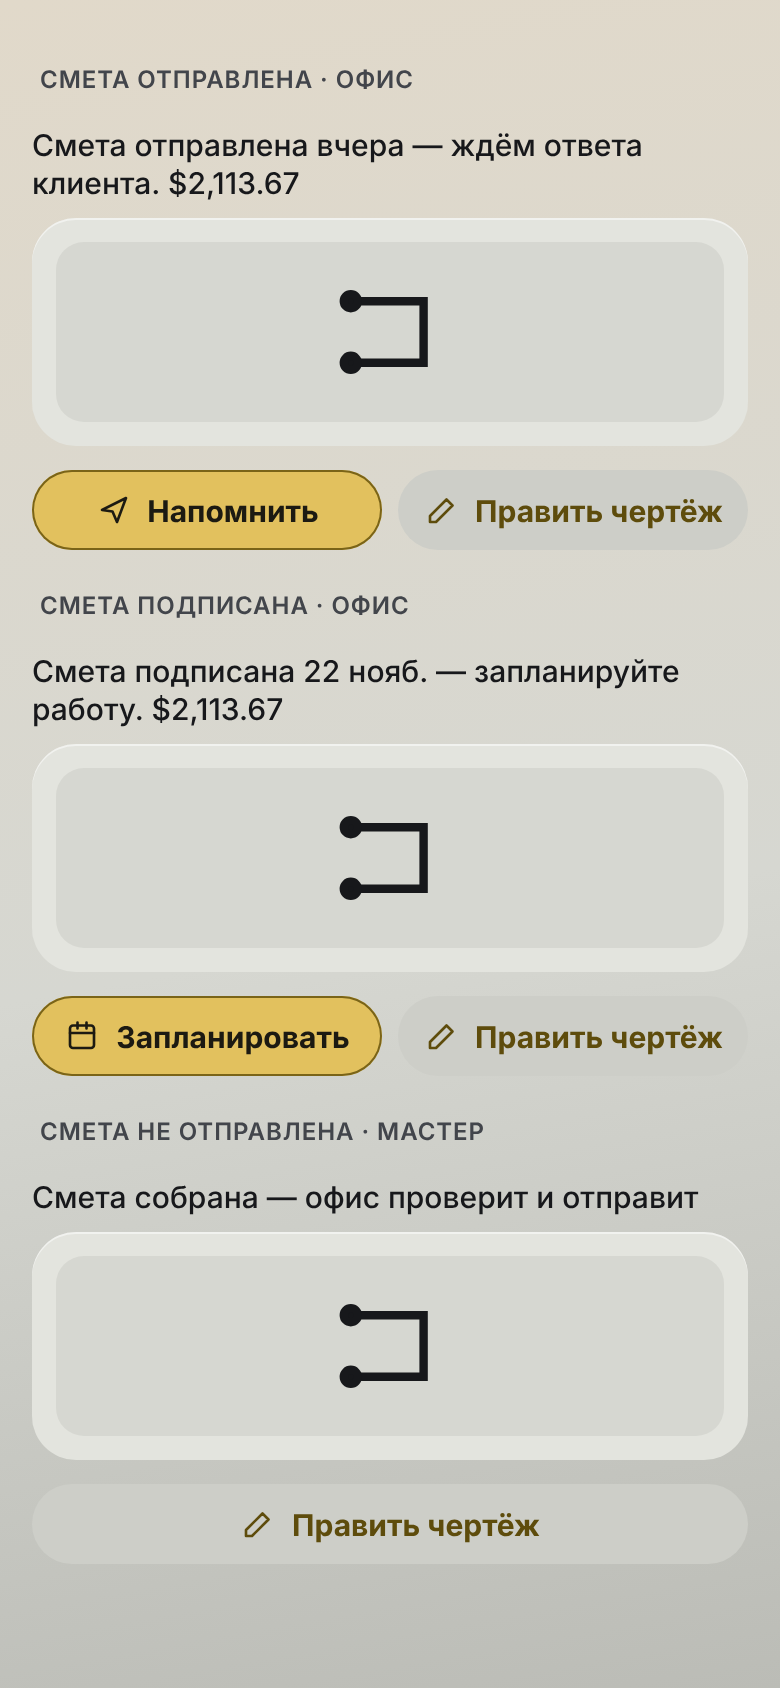 СМЕТА ОТПРАВЛЕНА · ОФИС
Смета отправлена вчера — ждём ответа
клиента. $2,113.67
Напомнить
Править чертёж
СМЕТА ПОДПИСАНА · ОФИС
Смета подписана 22 нояб. — запланируйте
работу. $2,113.67
Запланировать
Править чертёж
СМЕТА НЕ ОТПРАВЛЕНА · МАСТЕР
Смета собрана — офис проверит и отправит
Править чертёж